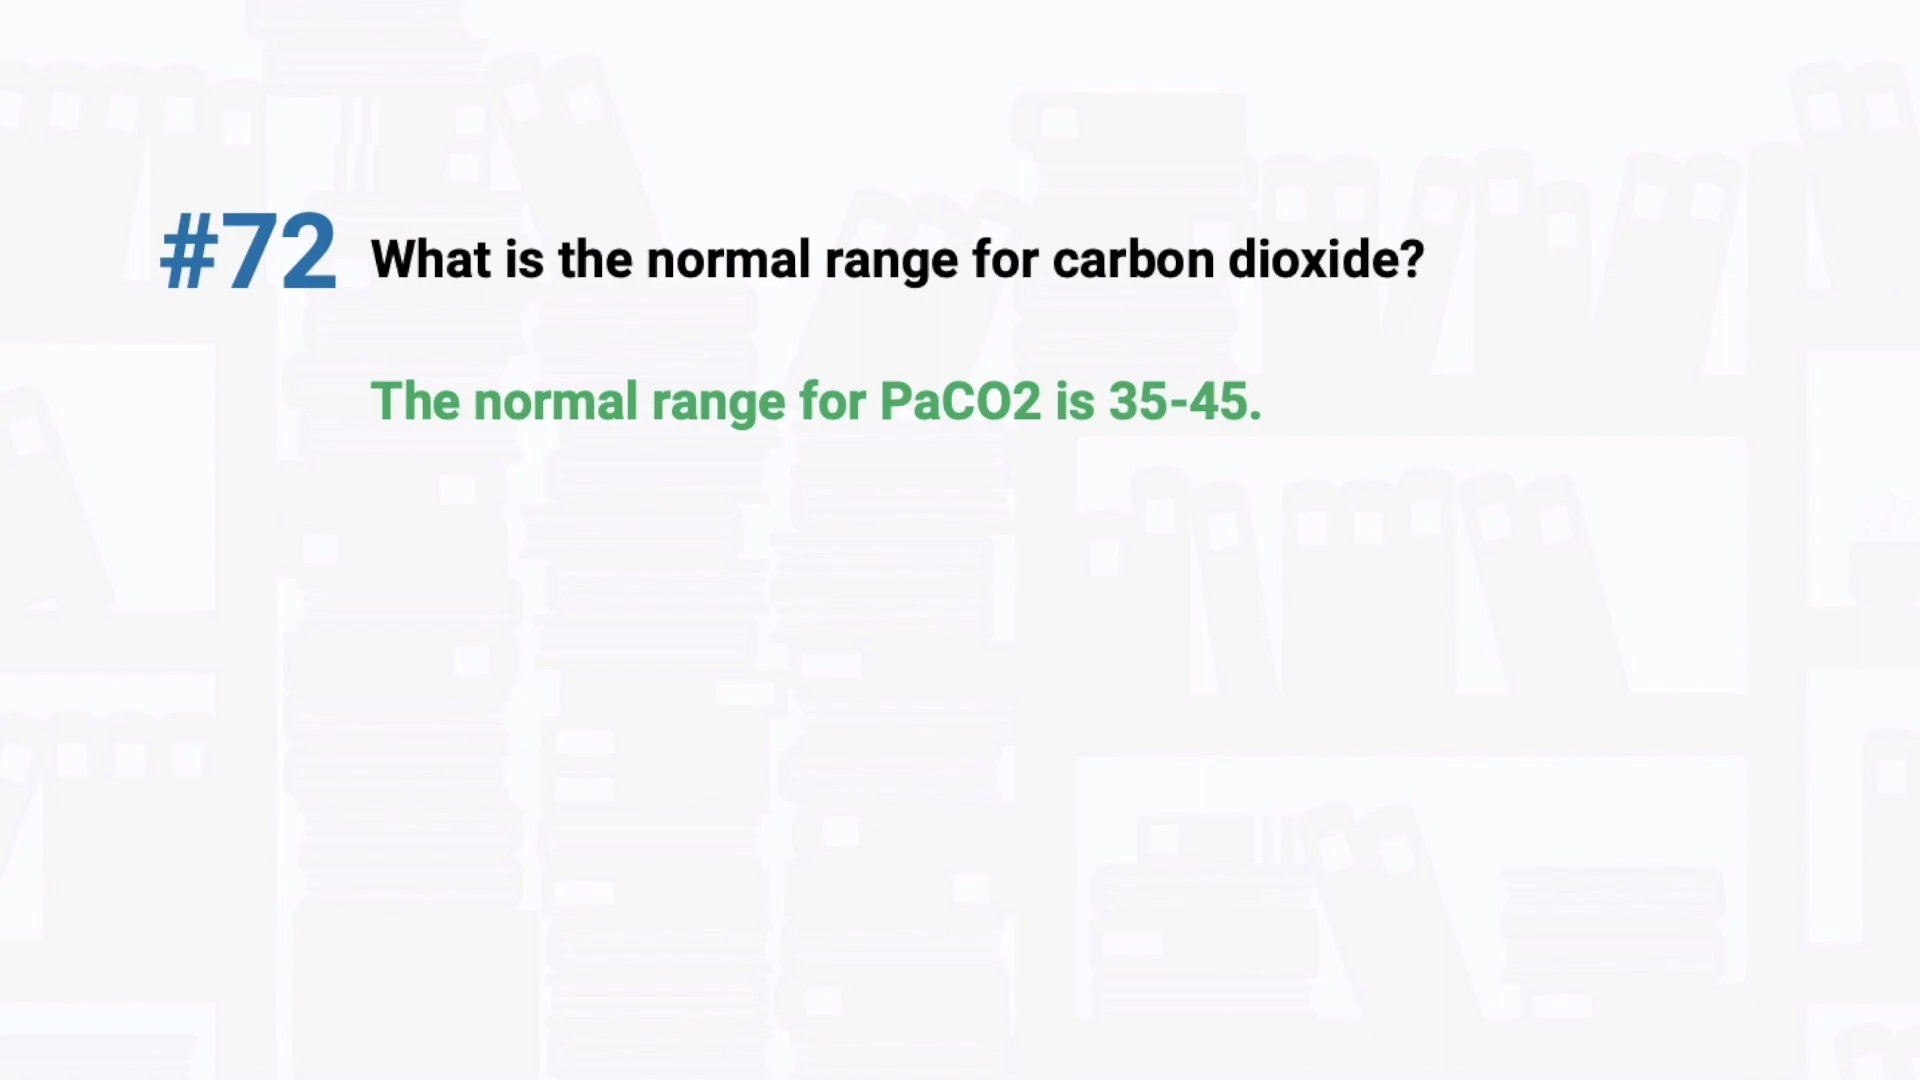 #72 What is the normal range for carbon dioxide?
The normal range for PaCO2 is 35-45.